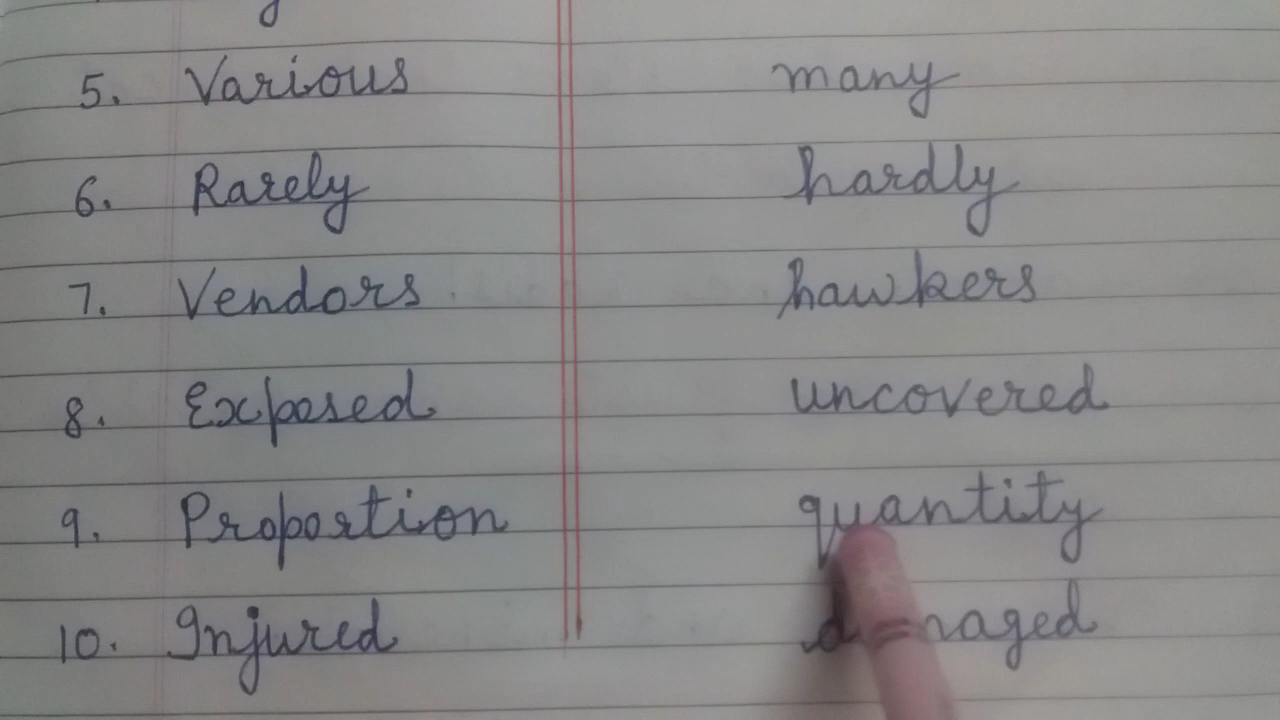 5. Various many
6. Rarely hardly
7. Vendors hawkers
8. Exposed uncovered
9. Proportion quantity
10. Injured